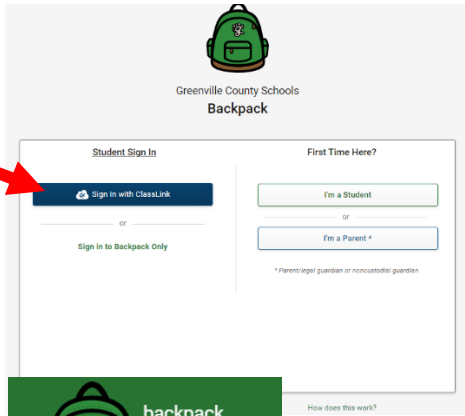 Greenville County Schools
Backpack
Student Sign In
Sign In with ClassLink
or
Sign in to Backpack Only
First Time Here?
I'm a Student
or
I'm a Parent *
* Parent/legal guardian or noncustodial guardian
backpack
How does this work?